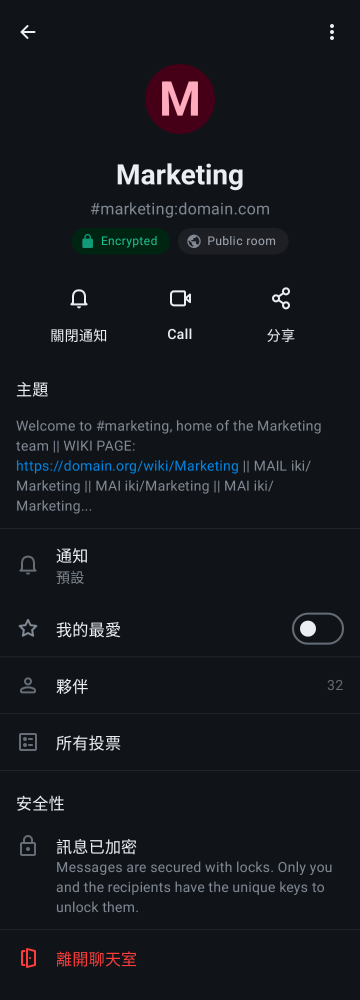 M
Marketing
#marketing:domain.com
Encrypted
Public room
關閉通知
Call
分享
主題
Welcome to #marketing, home of the Marketing
team || WIKI PAGE:
https://domain.org/wiki/Marketing || MAIL iki/
Marketing || MAI iki/Marketing || MAI iki/
Marketing...
通知
預設
我的最愛
夥伴
32
所有投票
安全性
訊息已加密
Messages are secured with locks. Only you
and the recipients have the unique keys to
unlock them.
離開聊天室